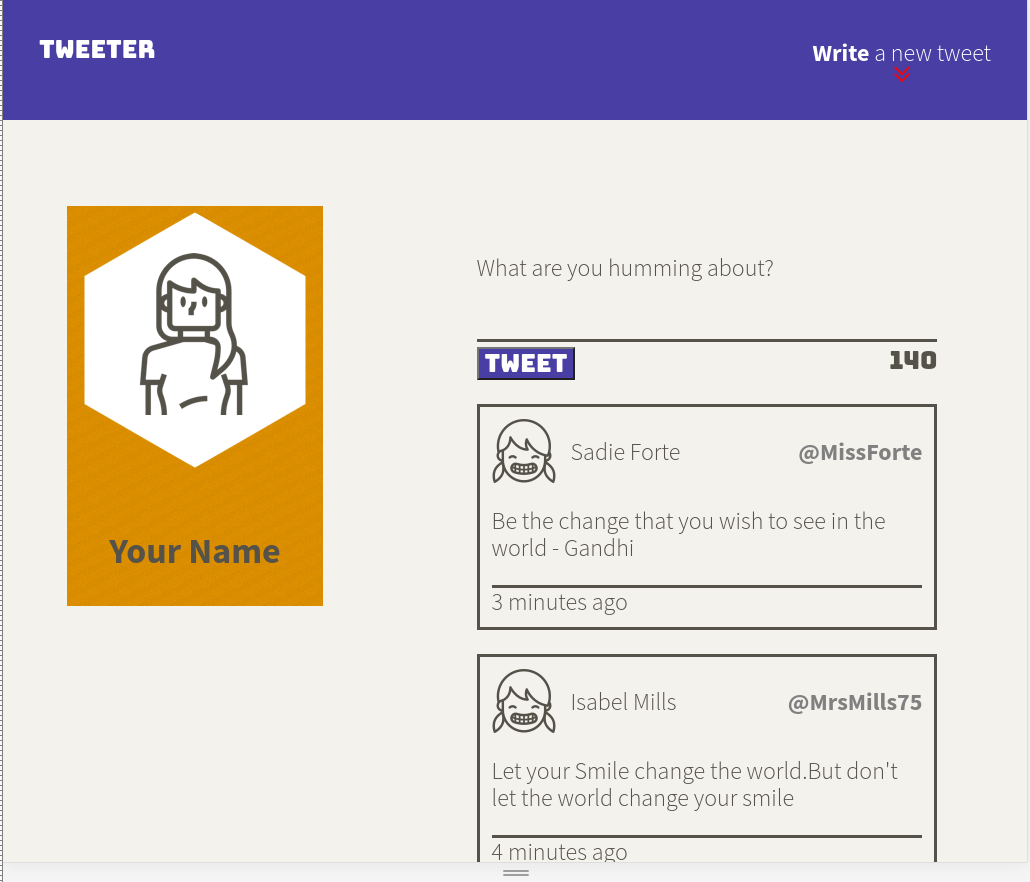 TWEETER
Write a new tweet
Your Name
What are you humming about?
TWEET
140
Sadie Forte
@MissForte
Be the change that you wish to see in the
world - Gandhi
3 minutes ago
Isabel Mills
@MrsMills75
Let your Smile change the world.But don't
let the world change your smile
4 minutes ago